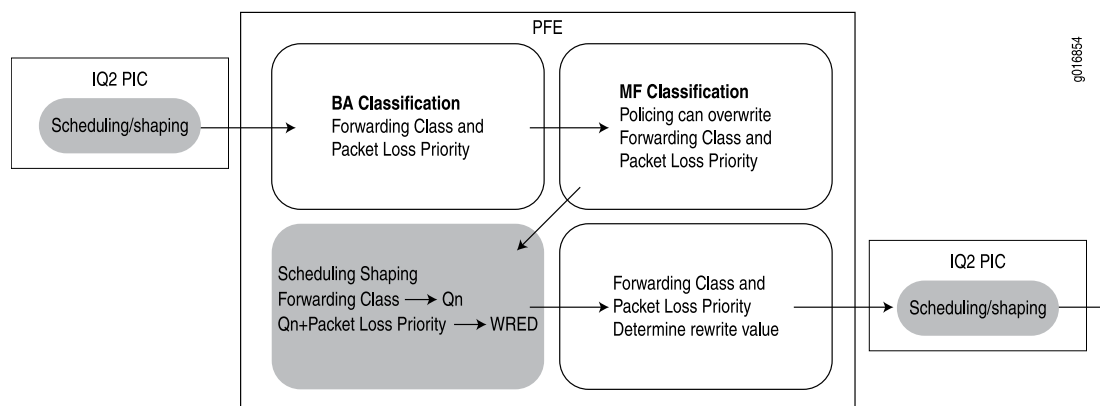 PFE
g016854
IQ2 PIC
Scheduling/shaping
BA Classification
Forwarding Class and
Packet Loss Priority
MF Classification
Policing can overwrite
Forwarding Class and
Packet Loss Priority
Scheduling Shaping
Forwarding Class → Qn
Qn+Packet Loss Priority → WRED
Forwarding Class and
Packet Loss Priority
Determine rewrite value
IQ2 PIC
Scheduling/shaping